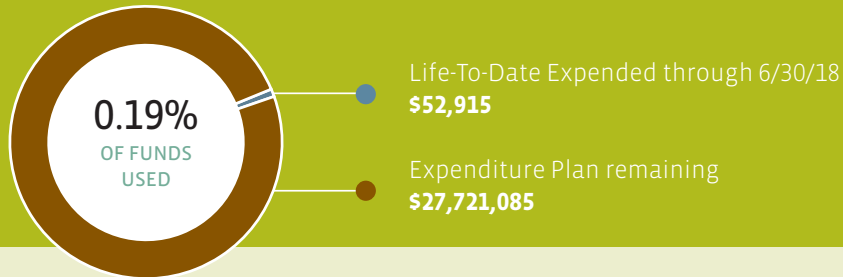 0.19%
OF FUNDS
USED
Life-To-Date Expended through 6/30/18
$52,915
Expenditure Plan remaining
$27,721,085